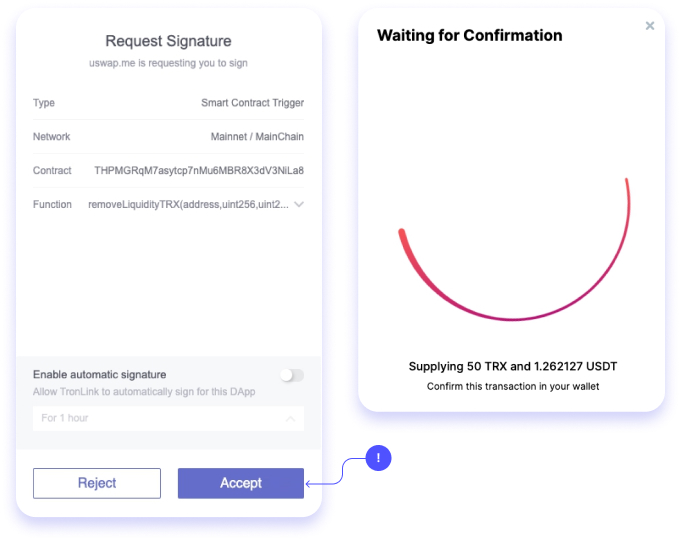 Request Signature
uswap.me is requesting you to sign
Type Smart Contract Trigger
Network Mainnet / MainChain
Contract THPMGRqM7asytcp7nMu6MBR8X3dV3NiLa8
Function removeLiquidityTRX(address,uint256,uint2...
Enable automatic signature
Allow TronLink to automatically sign for this DApp
For 1 hour
Reject Accept
!
Waiting for Confirmation
Supplying 50 TRX and 1.262127 USDT
Confirm this transaction in your wallet